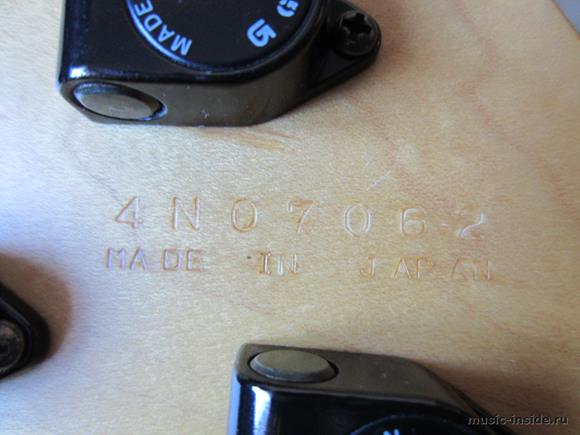 MADE
G
4N07062
MADE IN JAPAN
music-inside.ru